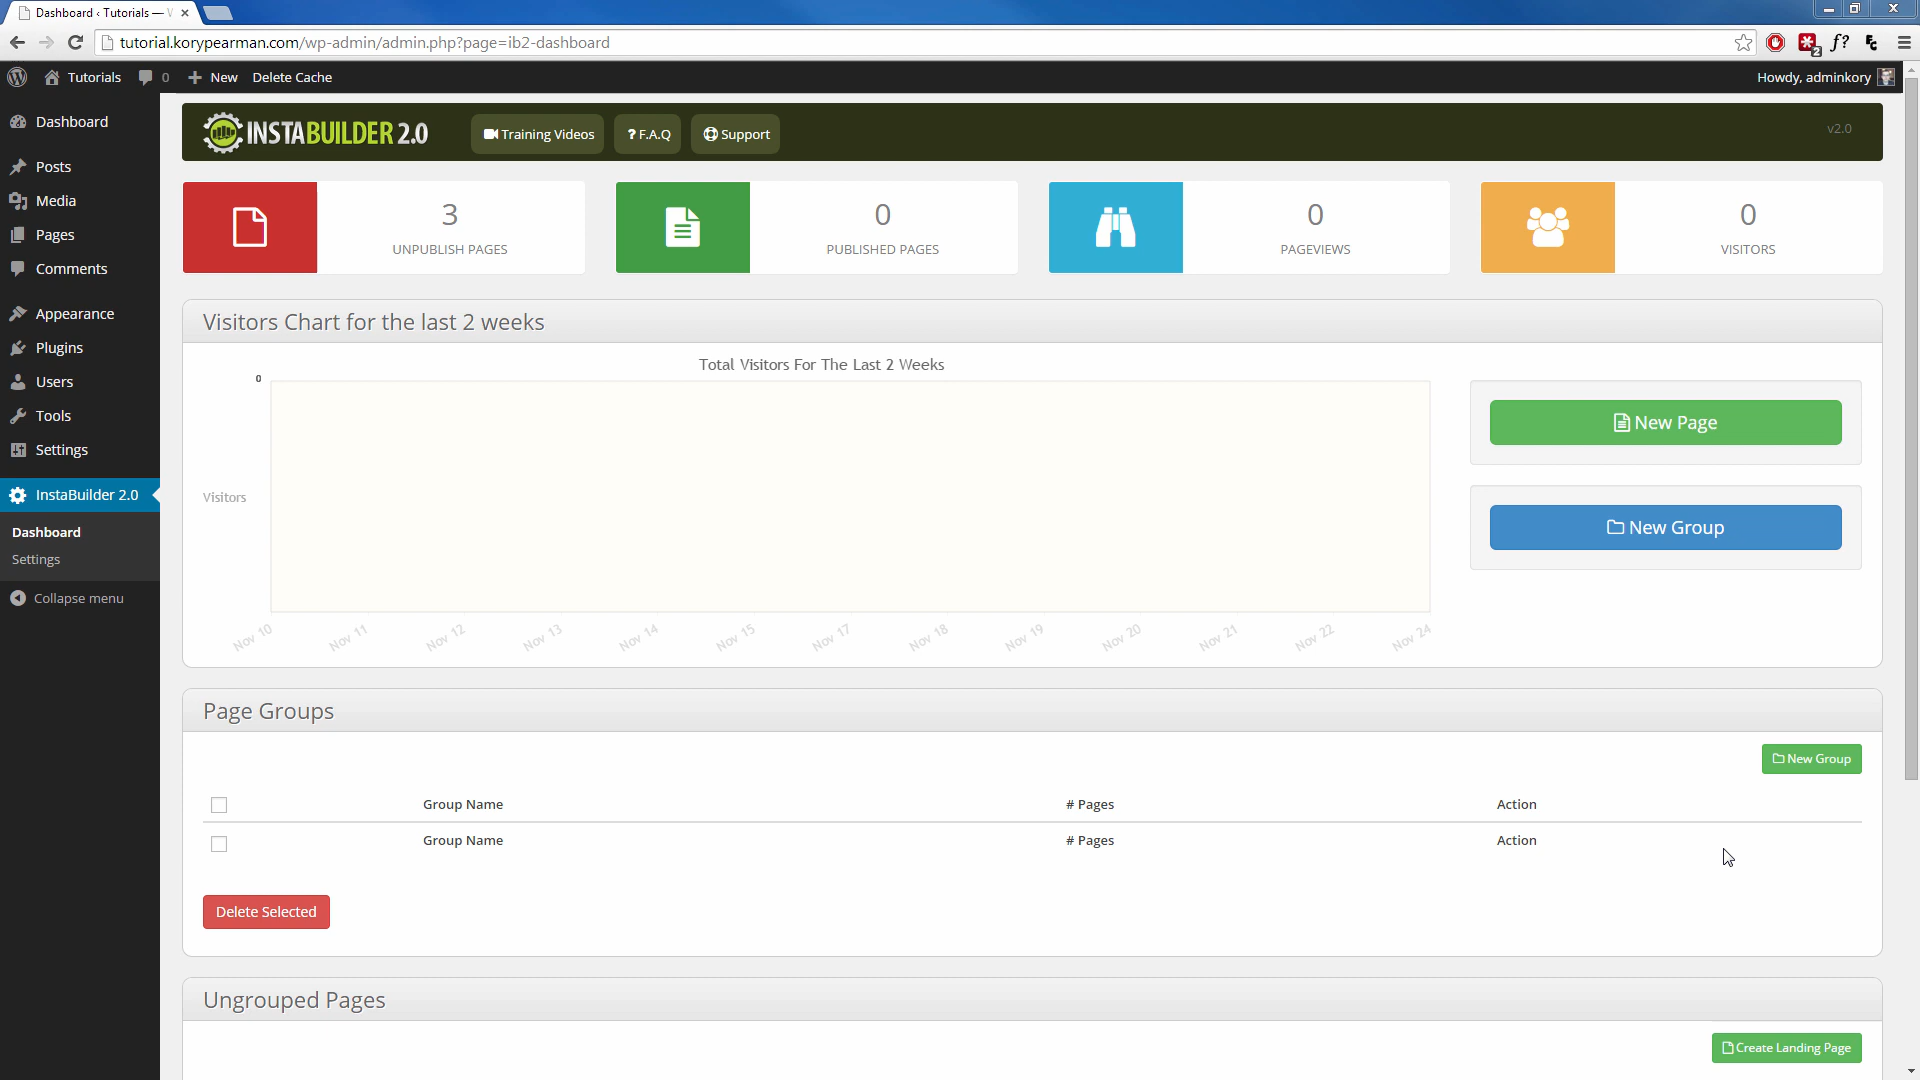 Dashboard ‹ Tutorials —
tutorial.korypearman.com/wp-admin/admin.php?page=ib2-dashboard
2
f?
Tutorials 0 New Delete Cache Howdy, adminkory
Dashboard
Posts
Media
Pages
Comments
Appearance
Plugins
Users
Tools
Settings
InstaBuilder 2.0
Dashboard
Settings
Collapse menu
INSTABUILDER 2.0 Training Videos ? F.A.Q Support v2.0
3
UNPUBLISH PAGES
0
PUBLISHED PAGES
0
PAGEVIEWS
0
VISITORS
Visitors Chart for the last 2 weeks
Total Visitors For The Last 2 Weeks
0
Visitors
Nov 10 Nov 11 Nov 12 Nov 13 Nov 14 Nov 15 Nov 17 Nov 18 Nov 19 Nov 20 Nov 21 Nov 22 Nov 24
New Page
New Group
Page Groups
New Group
Group Name # Pages Action
Group Name # Pages Action
Delete Selected
Ungrouped Pages
Create Landing Page